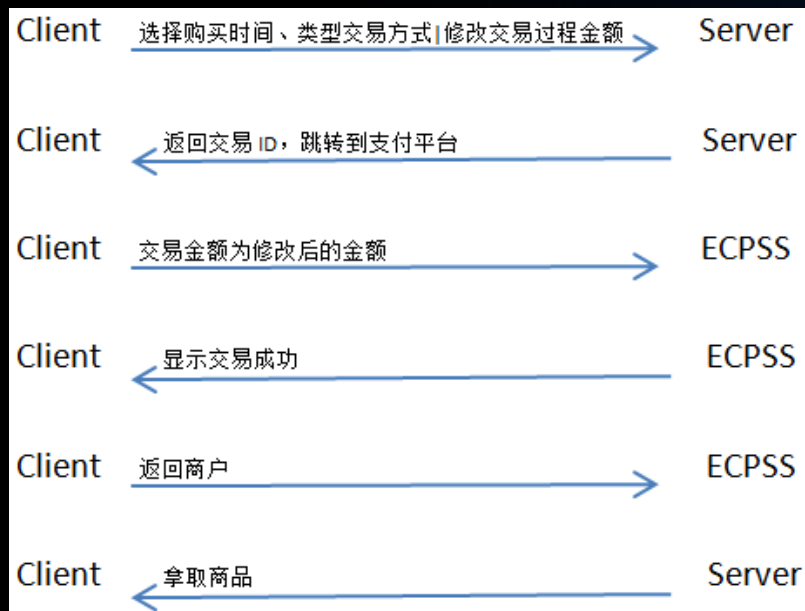 Client 选择购买时间、类型交易方式|修改交易过程金额 Server
Client 返回交易 ID，跳转到支付平台 Server
Client 交易金额为修改后的金额 ECPSS
Client 显示交易成功 ECPSS
Client 返回商户 ECPSS
Client 拿取商品 Server